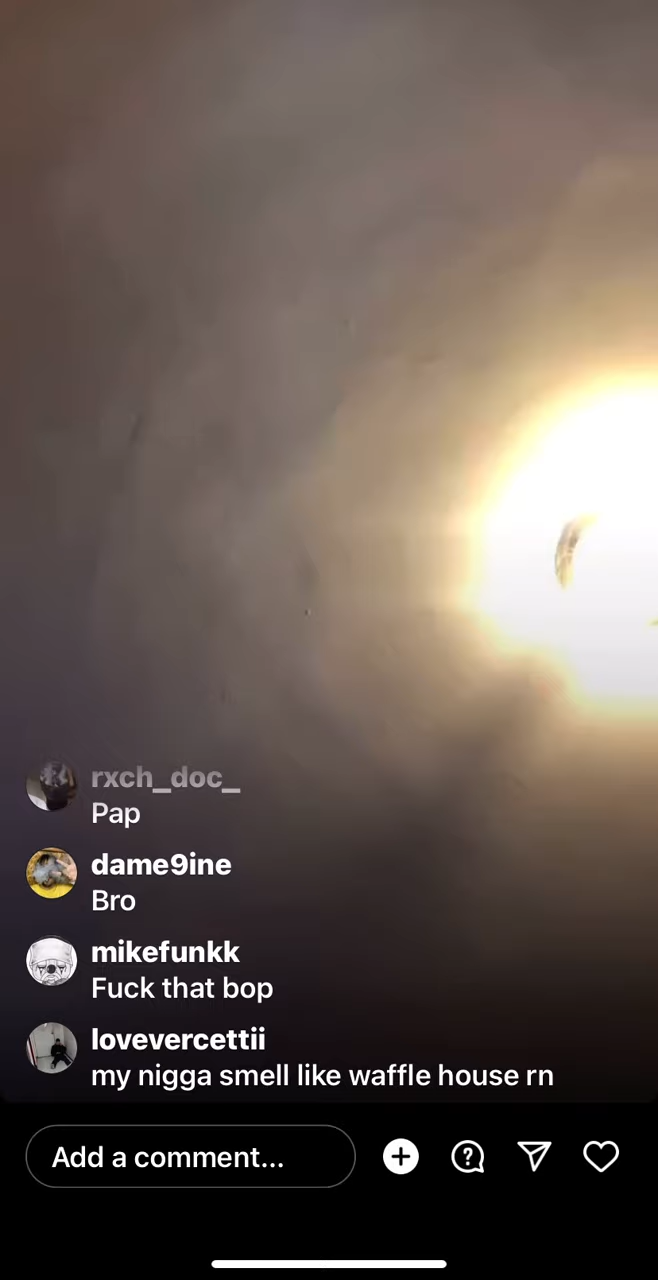 rxch_doc_
Pap
dame9ine
Bro
mikefunkk
Fuck that bop
lovevercettii
my nigga smell like waffle house rn
Add a comment...